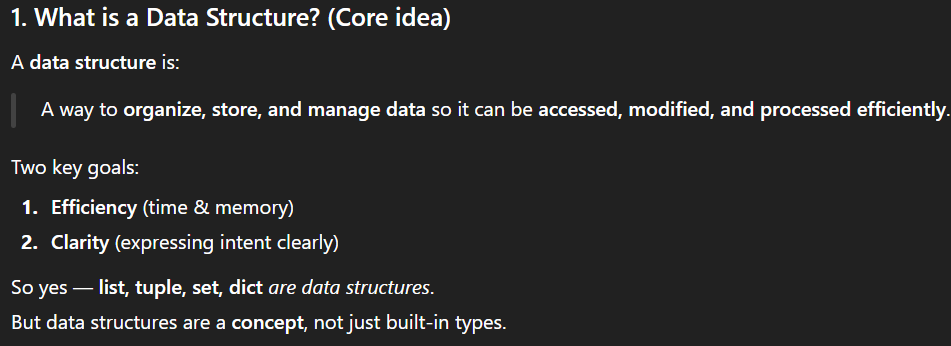 1. What is a Data Structure? (Core idea)
A data structure is:
A way to organize, store, and manage data so it can be accessed, modified, and processed efficiently.
Two key goals:
1. Efficiency (time & memory)
2. Clarity (expressing intent clearly)
So yes — list, tuple, set, dict are data structures.
But data structures are a concept, not just built-in types.